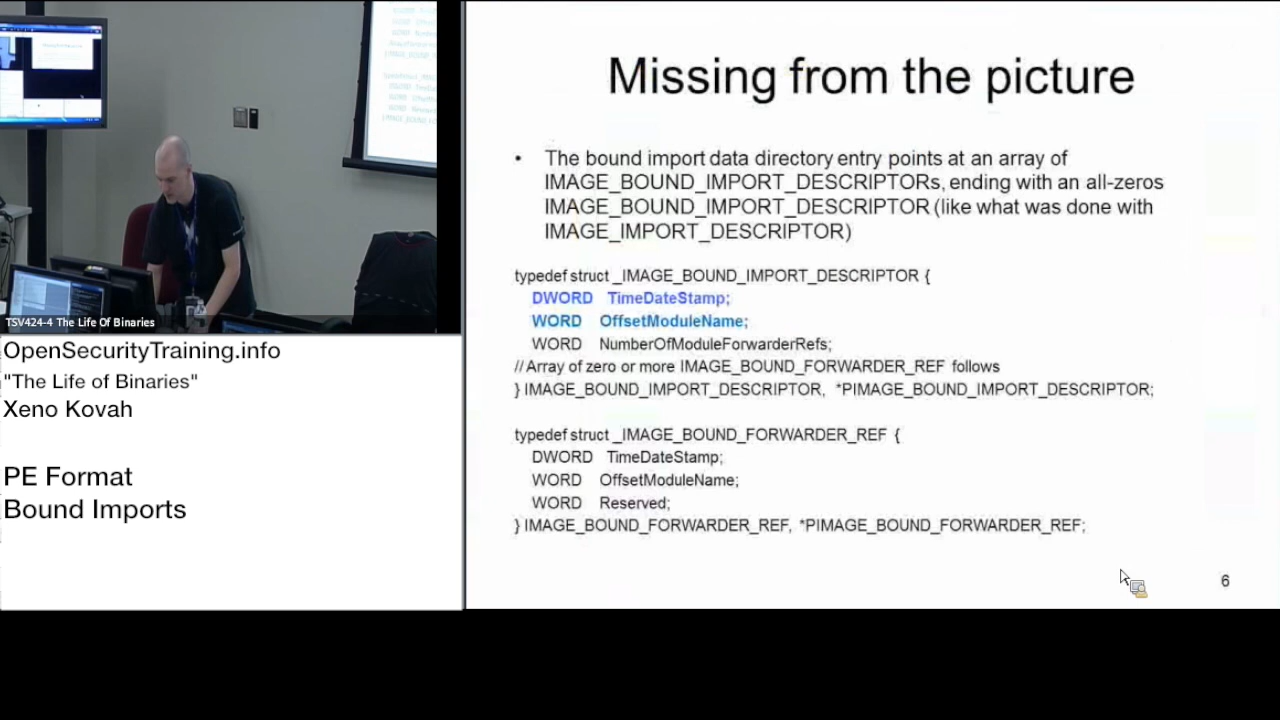 TSV424-4 The Life Of Binaries
OpenSecurityTraining.info
"The Life of Binaries"
Xeno Kovah
PE Format
Bound Imports
Missing from the picture
• The bound import data directory entry points at an array of
IMAGE_BOUND_IMPORT_DESCRIPTORs, ending with an all-zeros
IMAGE_BOUND_IMPORT_DESCRIPTOR (like what was done with
IMAGE_IMPORT_DESCRIPTOR)
typedef struct _IMAGE_BOUND_IMPORT_DESCRIPTOR {
DWORD TimeDateStamp;
WORD OffsetModuleName;
WORD NumberOfModuleForwarderRefs;
// Array of zero or more IMAGE_BOUND_FORWARDER_REF follows
} IMAGE_BOUND_IMPORT_DESCRIPTOR, *PIMAGE_BOUND_IMPORT_DESCRIPTOR;
typedef struct _IMAGE_BOUND_FORWARDER_REF {
DWORD TimeDateStamp;
WORD OffsetModuleName;
WORD Reserved;
} IMAGE_BOUND_FORWARDER_REF, *PIMAGE_BOUND_FORWARDER_REF;
6